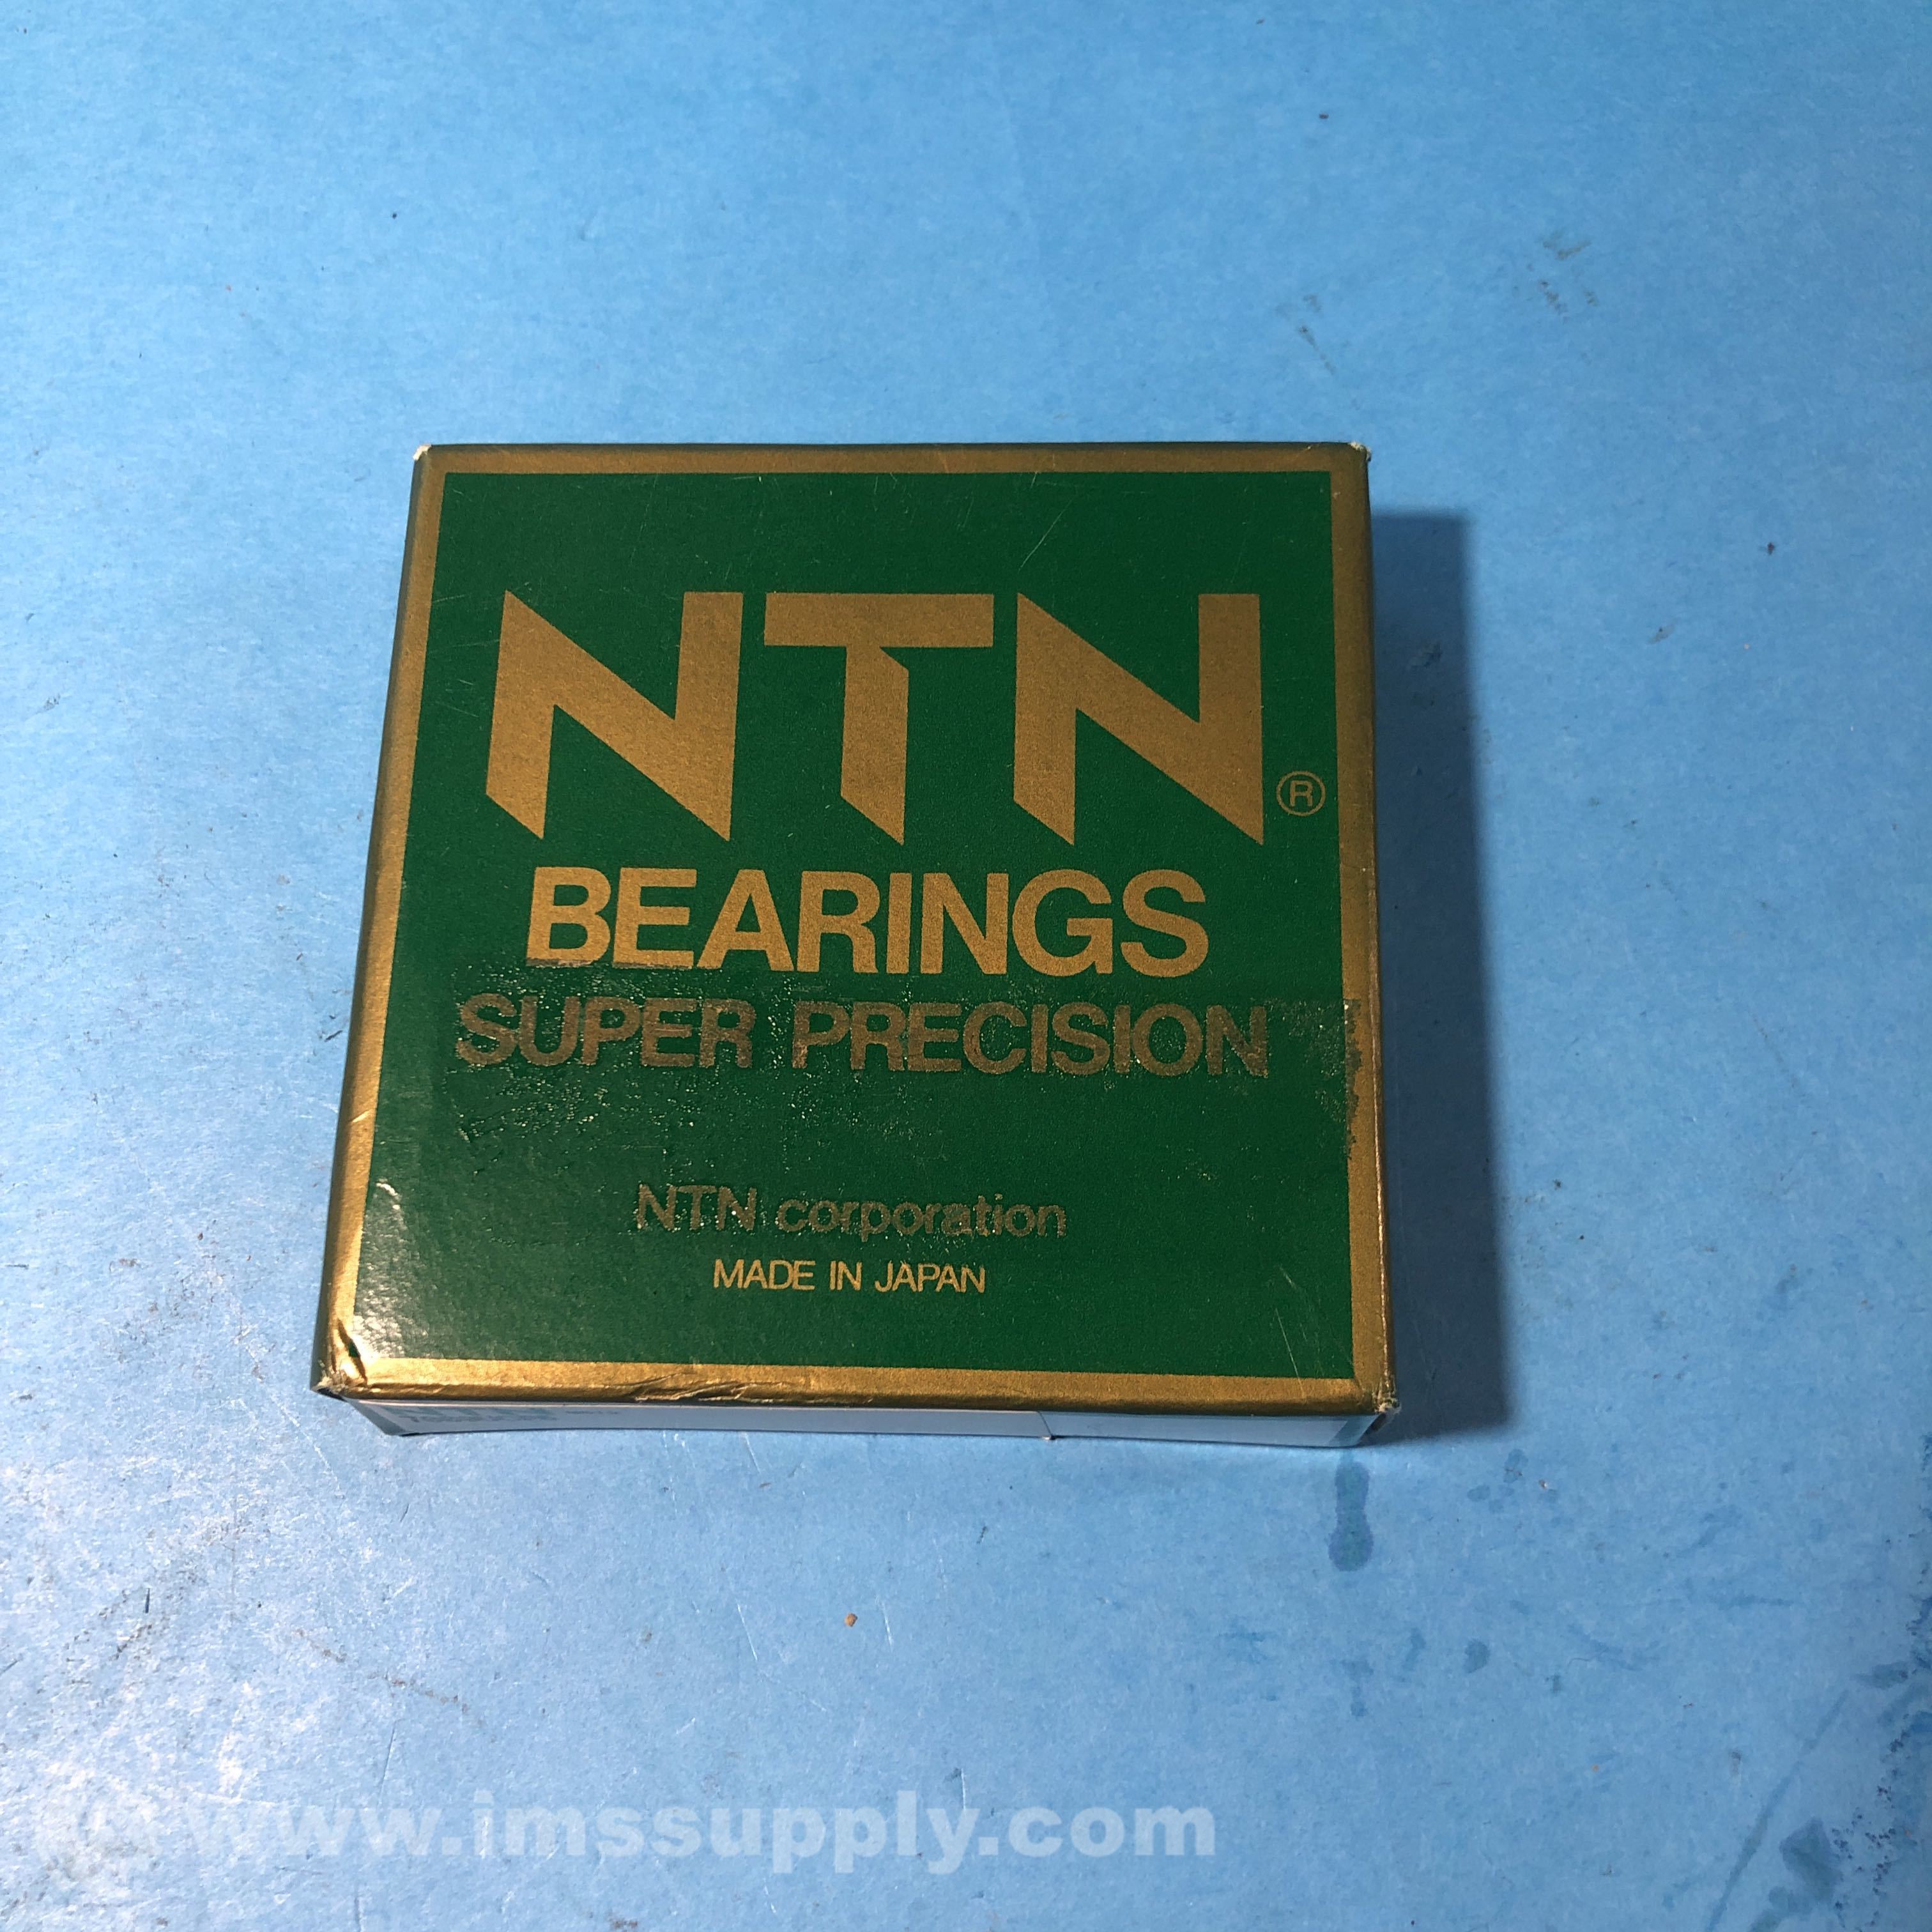 NTN®
BEARINGS
SUPER PRECISION
NTN corporation
MADE IN JAPAN
www.imssupply.com